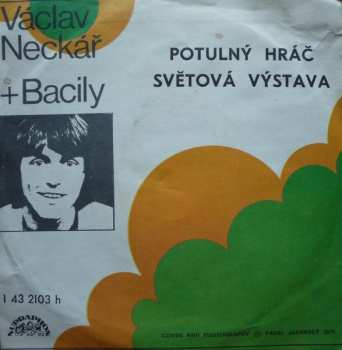 Václav
Neckář
+ Bacily
POTULNÝ HRÁČ
SVĚTOVÁ VÝSTAVA
1 43 2103 h
SUPRAPHON